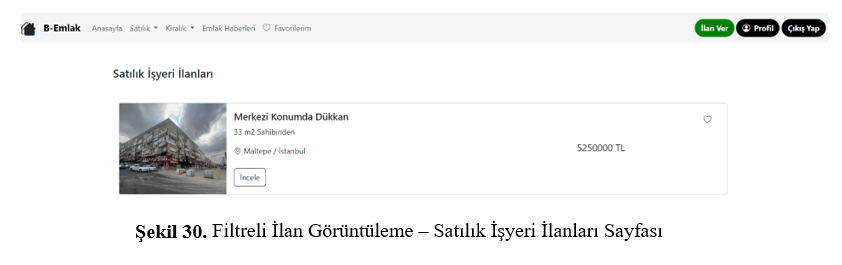 B-Emlak Anasayfa Satılık Kiralık Emlak Haberleri Favorilerim İlan Ver Profil Çıkış Yap
Satılık İşyeri İlanları
Merkezi Konumda Dükkan
33 m2 Sahibinden
Maltepe / İstanbul
5250000 TL
İncele
Şekil 30. Filtreli İlan Görüntüleme – Satılık İşyeri İlanları Sayfası